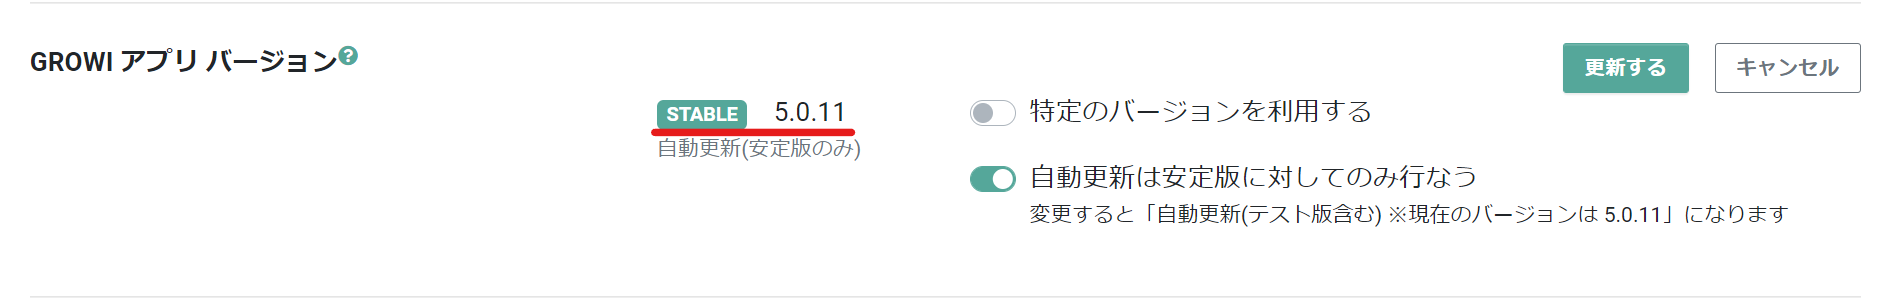 GROWI アプリ バージョン ?
更新する
キャンセル
STABLE 5.0.11
自動更新(安定版のみ)
特定のバージョンを利用する
自動更新は安定版に対してのみ行なう
変更すると「自動更新(テスト版含む) ※現在のバージョンは 5.0.11」になります